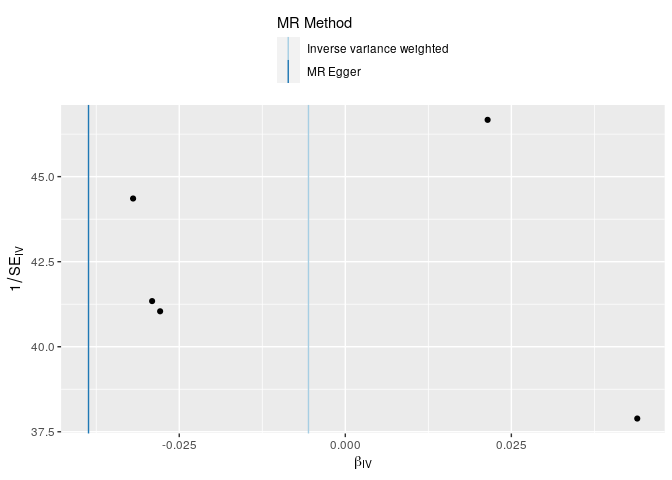 MR Method
Inverse variance weighted
MR Egger
45.0
42.5
40.0
37.5
1/SE_IV
-0.025
0.000
0.025
β_IV